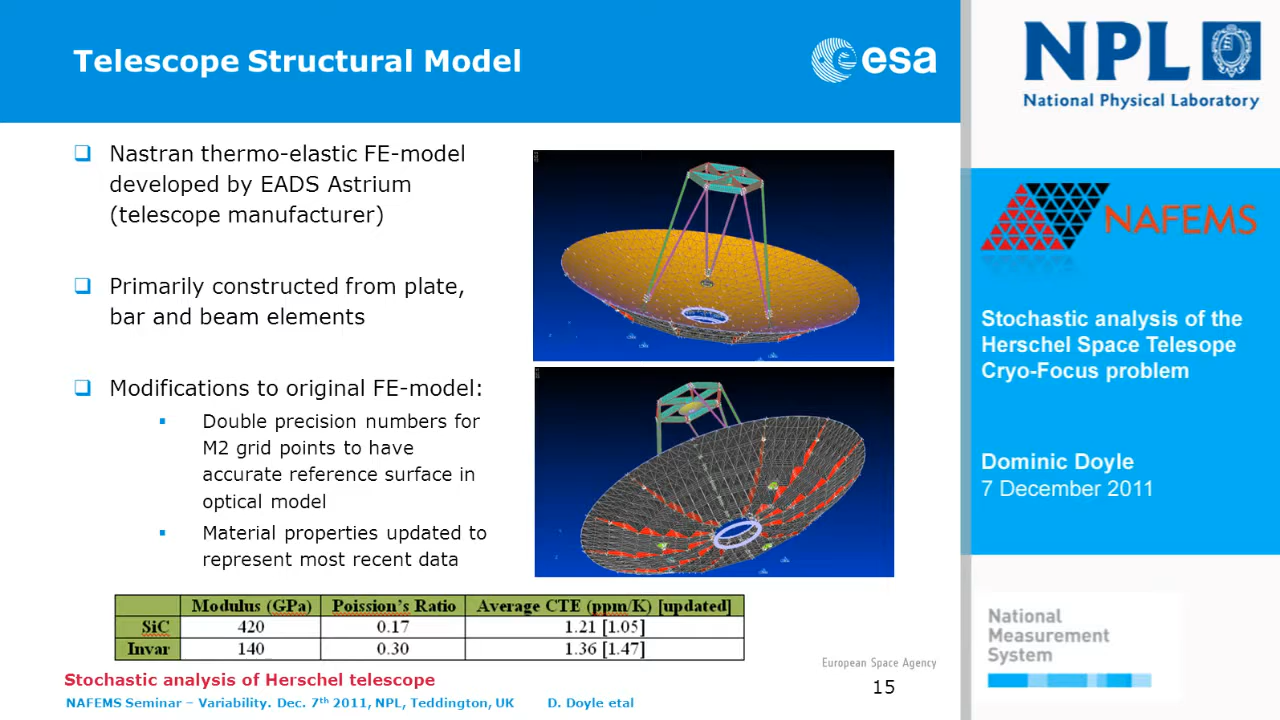 Telescope Structural Model
esa
Nastran thermo-elastic FE-model
developed by EADS Astrium
(telescope manufacturer)
Primarily constructed from plate,
bar and beam elements
Modifications to original FE-model:
Double precision numbers for
M2 grid points to have
accurate reference surface in
optical model
Material properties updated to
represent most recent data
Modulus (GPa) Poission's Ratio Average CTE (ppm/K) [updated]
SiC 420 0.17 1.21 [1.05]
Invar 140 0.30 1.36 [1.47]
European Space Agency
Stochastic analysis of Herschel telescope
15
NAFEMS Seminar – Variability. Dec. 7th 2011, NPL, Teddington, UK D. Doyle etal
NPL
National Physical Laboratory
NAFEMS
Stochastic analysis of the
Herschel Space Telesope
Cryo-Focus problem
Dominic Doyle
7 December 2011
National
Measurement
System